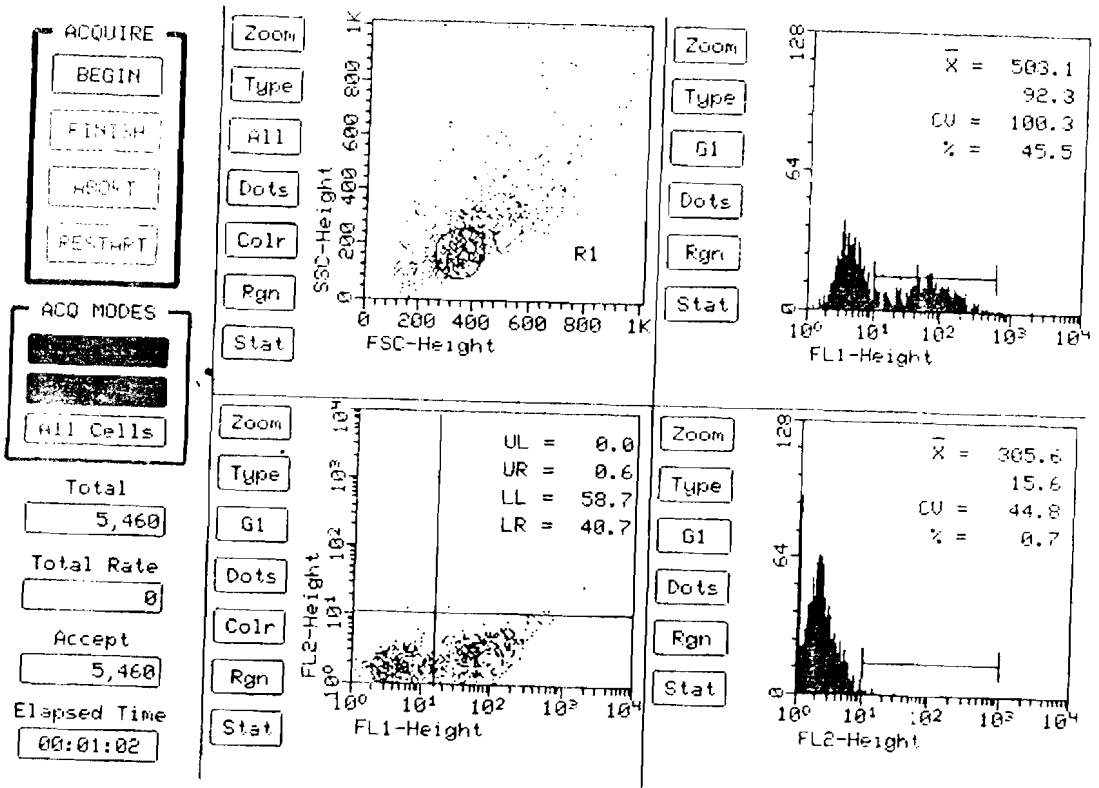 ACQUIRE
BEGIN
FINISH
ABORT
RESTART
ACQ MODES
All Cells
Total
5,460
Total Rate
0
Accept
5,460
Elapsed Time
00:01:02
Zoom
Type
All
Dots
Colr
Rgn
Stat
SSC-Height
1K
800
600
400
200
0
R1
0 200 400 600 800 1K
FSC-Height
Zoom
Type
G1
Dots
Rgn
Stat
128
64
0
X = 503.1
92.3
CV = 100.3
% = 45.5
10⁰ 10¹ 10² 10³ 10⁴
FL1-Height
Zoom
Type
G1
Dots
Colr
Rgn
Stat
FL2-Height
10⁴
10³
10²
10¹
10⁰
UL = 0.0
UR = 0.6
LL = 58.7
LR = 40.7
10⁰ 10¹ 10² 10³ 10⁴
FL1-Height
Zoom
Type
G1
Dots
Rgn
Stat
128
64
0
X = 305.6
15.6
CV = 44.8
% = 0.7
10⁰ 10¹ 10² 10³ 10⁴
FL2-Height